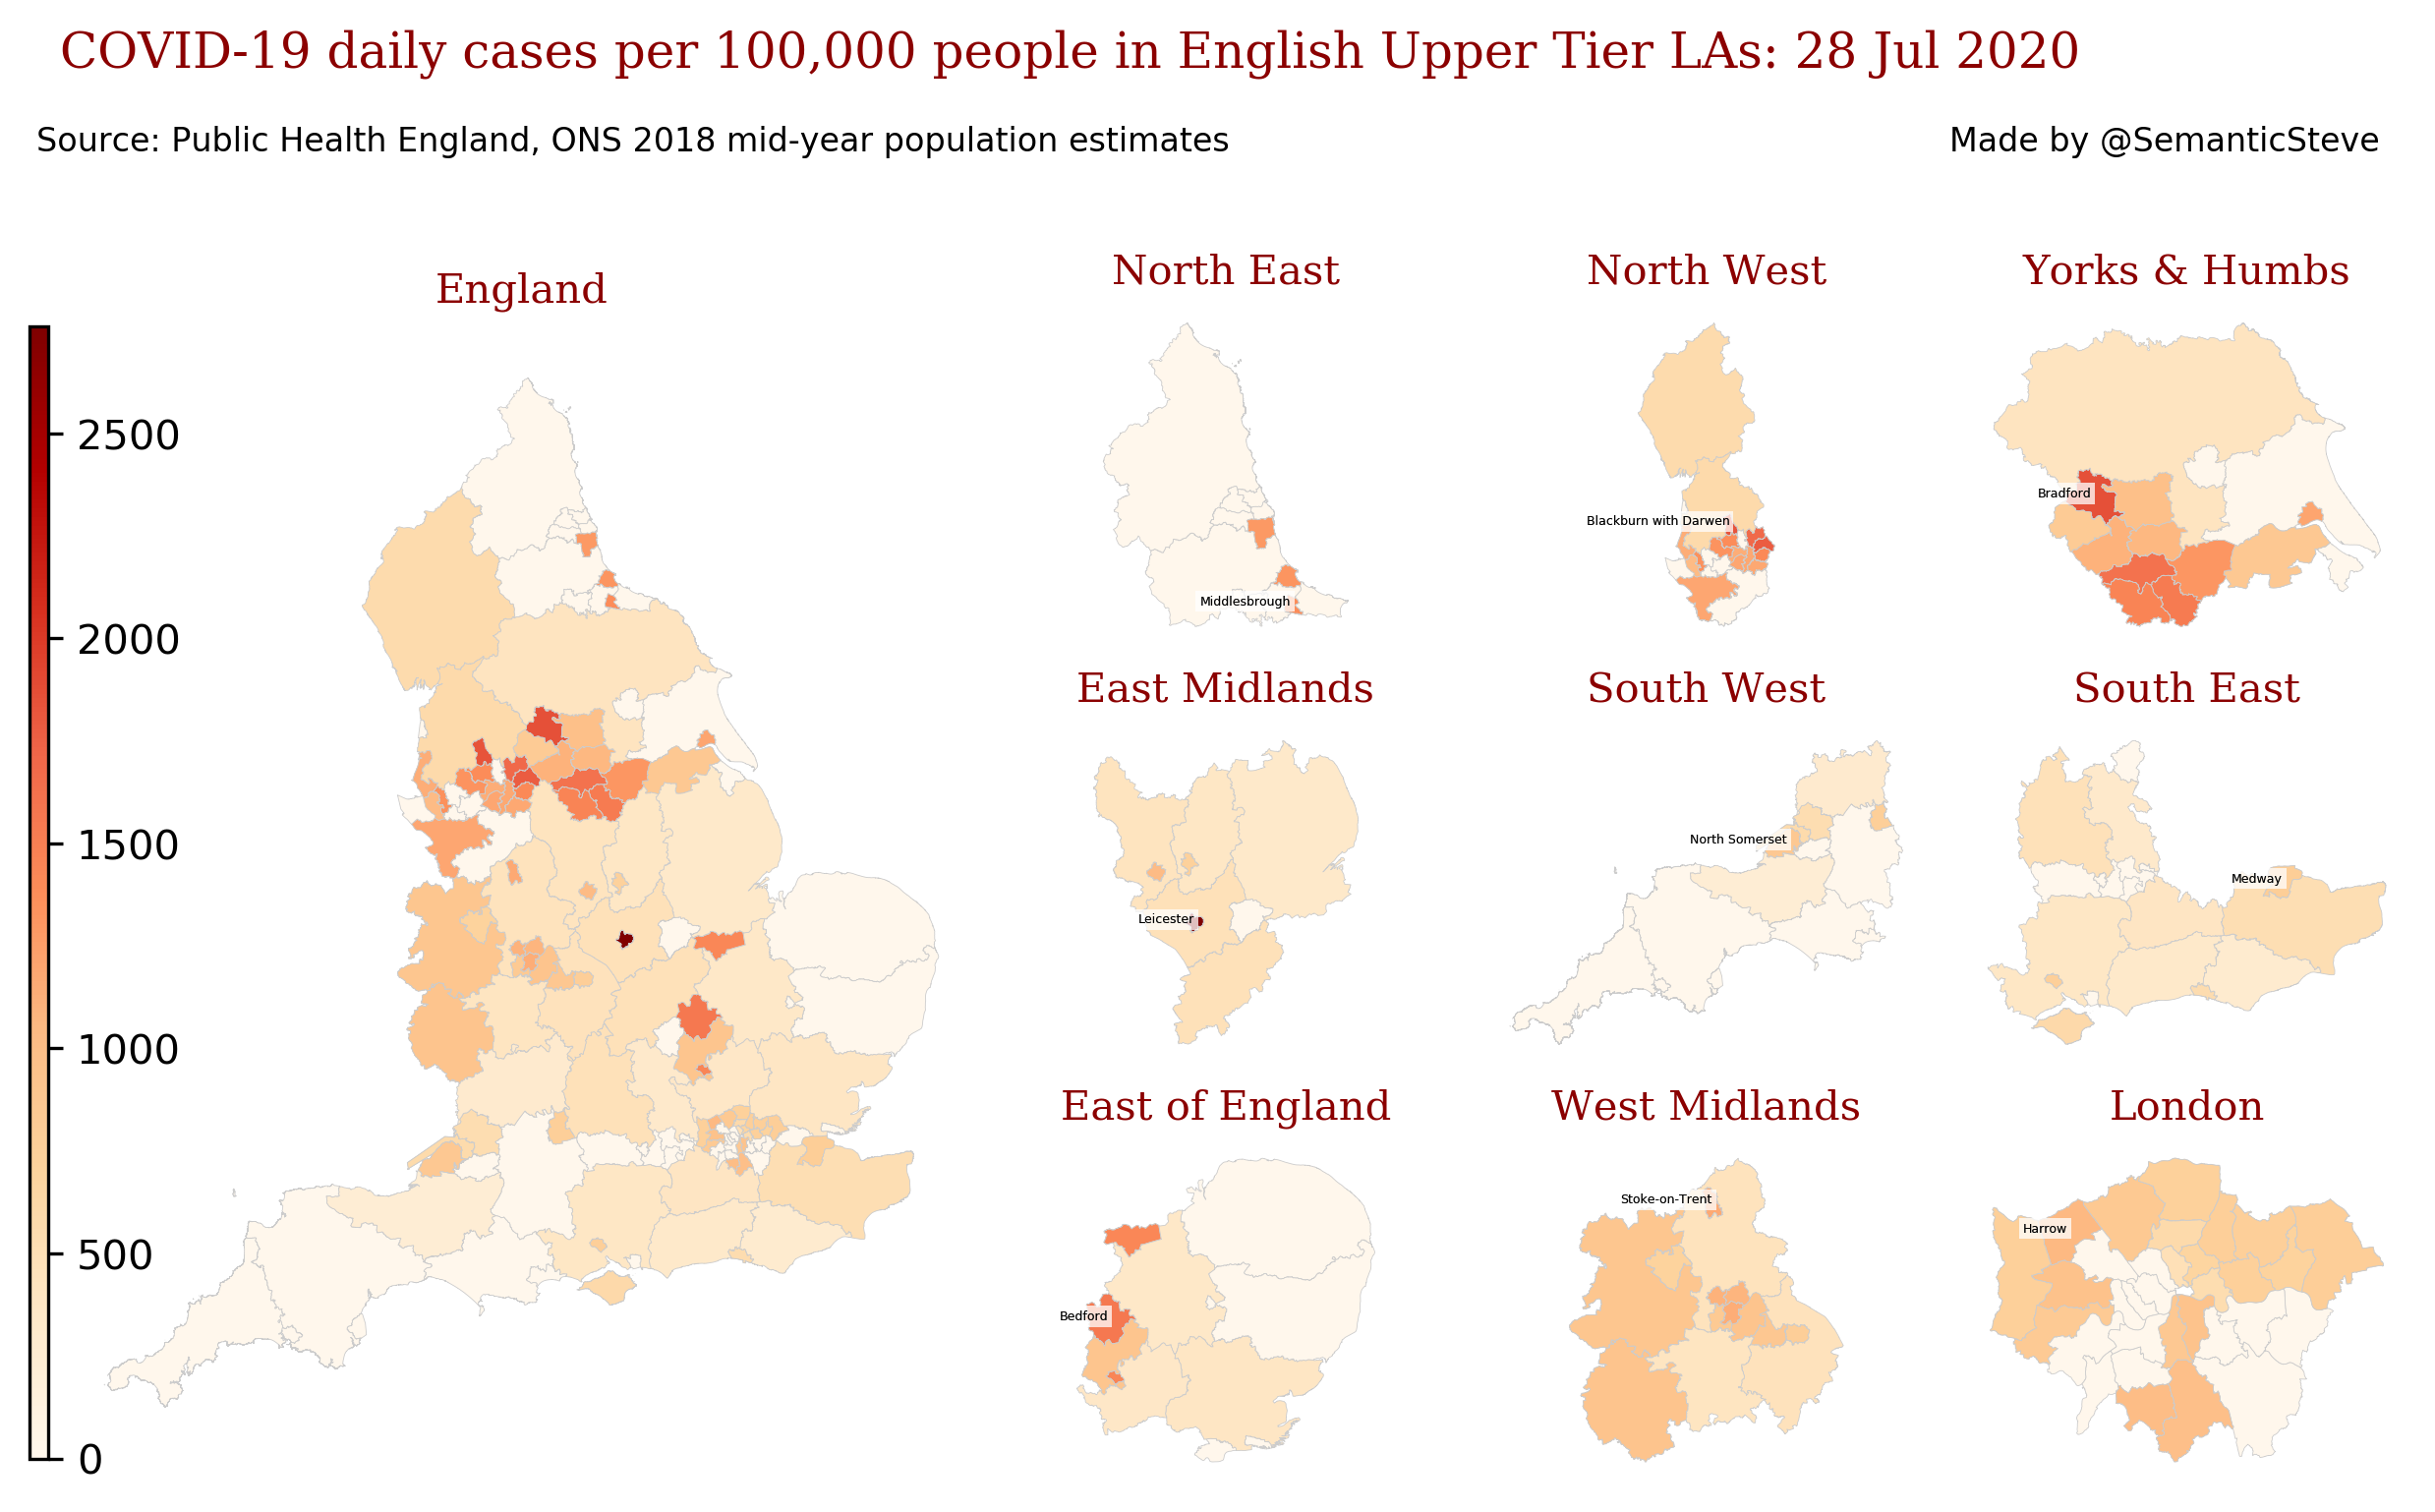 COVID-19 daily cases per 100,000 people in English Upper Tier LAs: 28 Jul 2020
Source: Public Health England, ONS 2018 mid-year population estimates
Made by @SemanticSteve
England
2500
2000
1500
1000
500
0
North East
Middlesbrough
North West
Blackburn with Darwen
Yorks & Humbs
Bradford
East Midlands
Leicester
South West
North Somerset
South East
Medway
East of England
Bedford
West Midlands
Stoke-on-Trent
London
Harrow